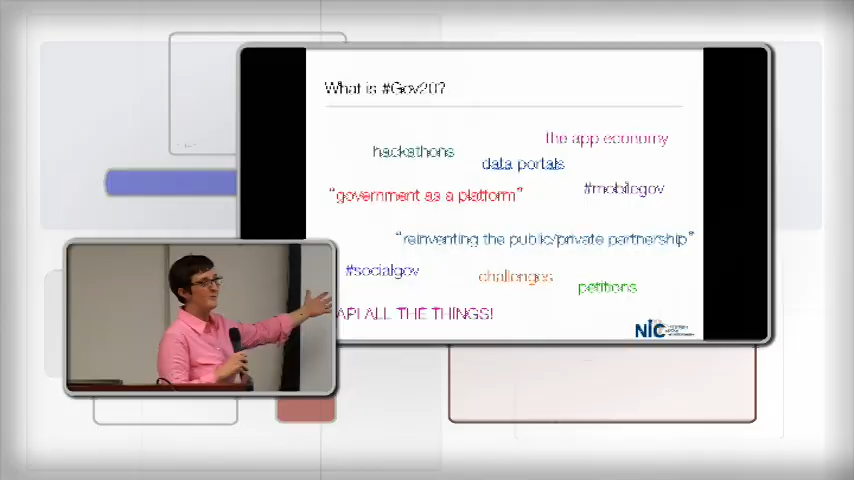 What is #Gov20?
the app economy
hackathons
data portals
#mobilegov
"government as a platform"
"reinventing the public/private partnership"
#socialgov
challenges
petitions
API ALL THE THINGS!
NIC